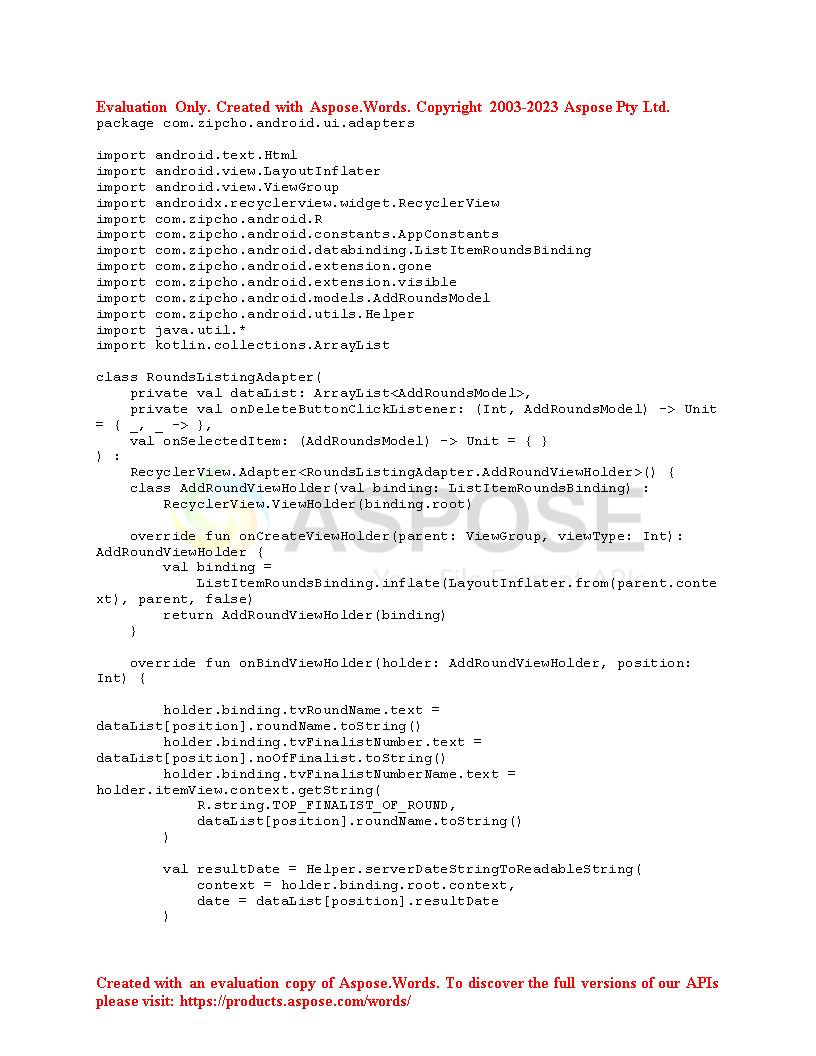 Evaluation Only. Created with Aspose.Words. Copyright 2003-2023 Aspose Pty Ltd.
package com.zipcho.android.ui.adapters

import android.text.Html
import android.view.LayoutInflater
import android.view.ViewGroup
import androidx.recyclerview.widget.RecyclerView
import com.zipcho.android.R
import com.zipcho.android.constants.AppConstants
import com.zipcho.android.databinding.ListItemRoundsBinding
import com.zipcho.android.extension.gone
import com.zipcho.android.extension.visible
import com.zipcho.android.models.AddRoundsModel
import com.zipcho.android.utils.Helper
import java.util.*
import kotlin.collections.ArrayList

class RoundsListingAdapter(
    private val dataList: ArrayList<AddRoundsModel>,
    private val onDeleteButtonClickListener: (Int, AddRoundsModel) -> Unit
= { _, _ -> },
    val onSelectedItem: (AddRoundsModel) -> Unit = { }
) :
    RecyclerView.Adapter<RoundsListingAdapter.AddRoundViewHolder>() {
    class AddRoundViewHolder(val binding: ListItemRoundsBinding) :
        RecyclerView.ViewHolder(binding.root)

    override fun onCreateViewHolder(parent: ViewGroup, viewType: Int):
AddRoundViewHolder {
        val binding =
            ListItemRoundsBinding.inflate(LayoutInflater.from(parent.conte
xt), parent, false)
        return AddRoundViewHolder(binding)
    }

    override fun onBindViewHolder(holder: AddRoundViewHolder, position:
Int) {

        holder.binding.tvRoundName.text =
dataList[position].roundName.toString()
        holder.binding.tvFinalistNumber.text =
dataList[position].noOfFinalist.toString()
        holder.binding.tvFinalistNumberName.text =
holder.itemView.context.getString(
            R.string.TOP_FINALIST_OF_ROUND,
            dataList[position].roundName.toString()
        )

        val resultDate = Helper.serverDateStringToReadableString(
            context = holder.binding.root.context,
            date = dataList[position].resultDate
        )

ASPOSE
Your File Format APIs
Created with an evaluation copy of Aspose.Words. To discover the full versions of our APIs
please visit: https://products.aspose.com/words/